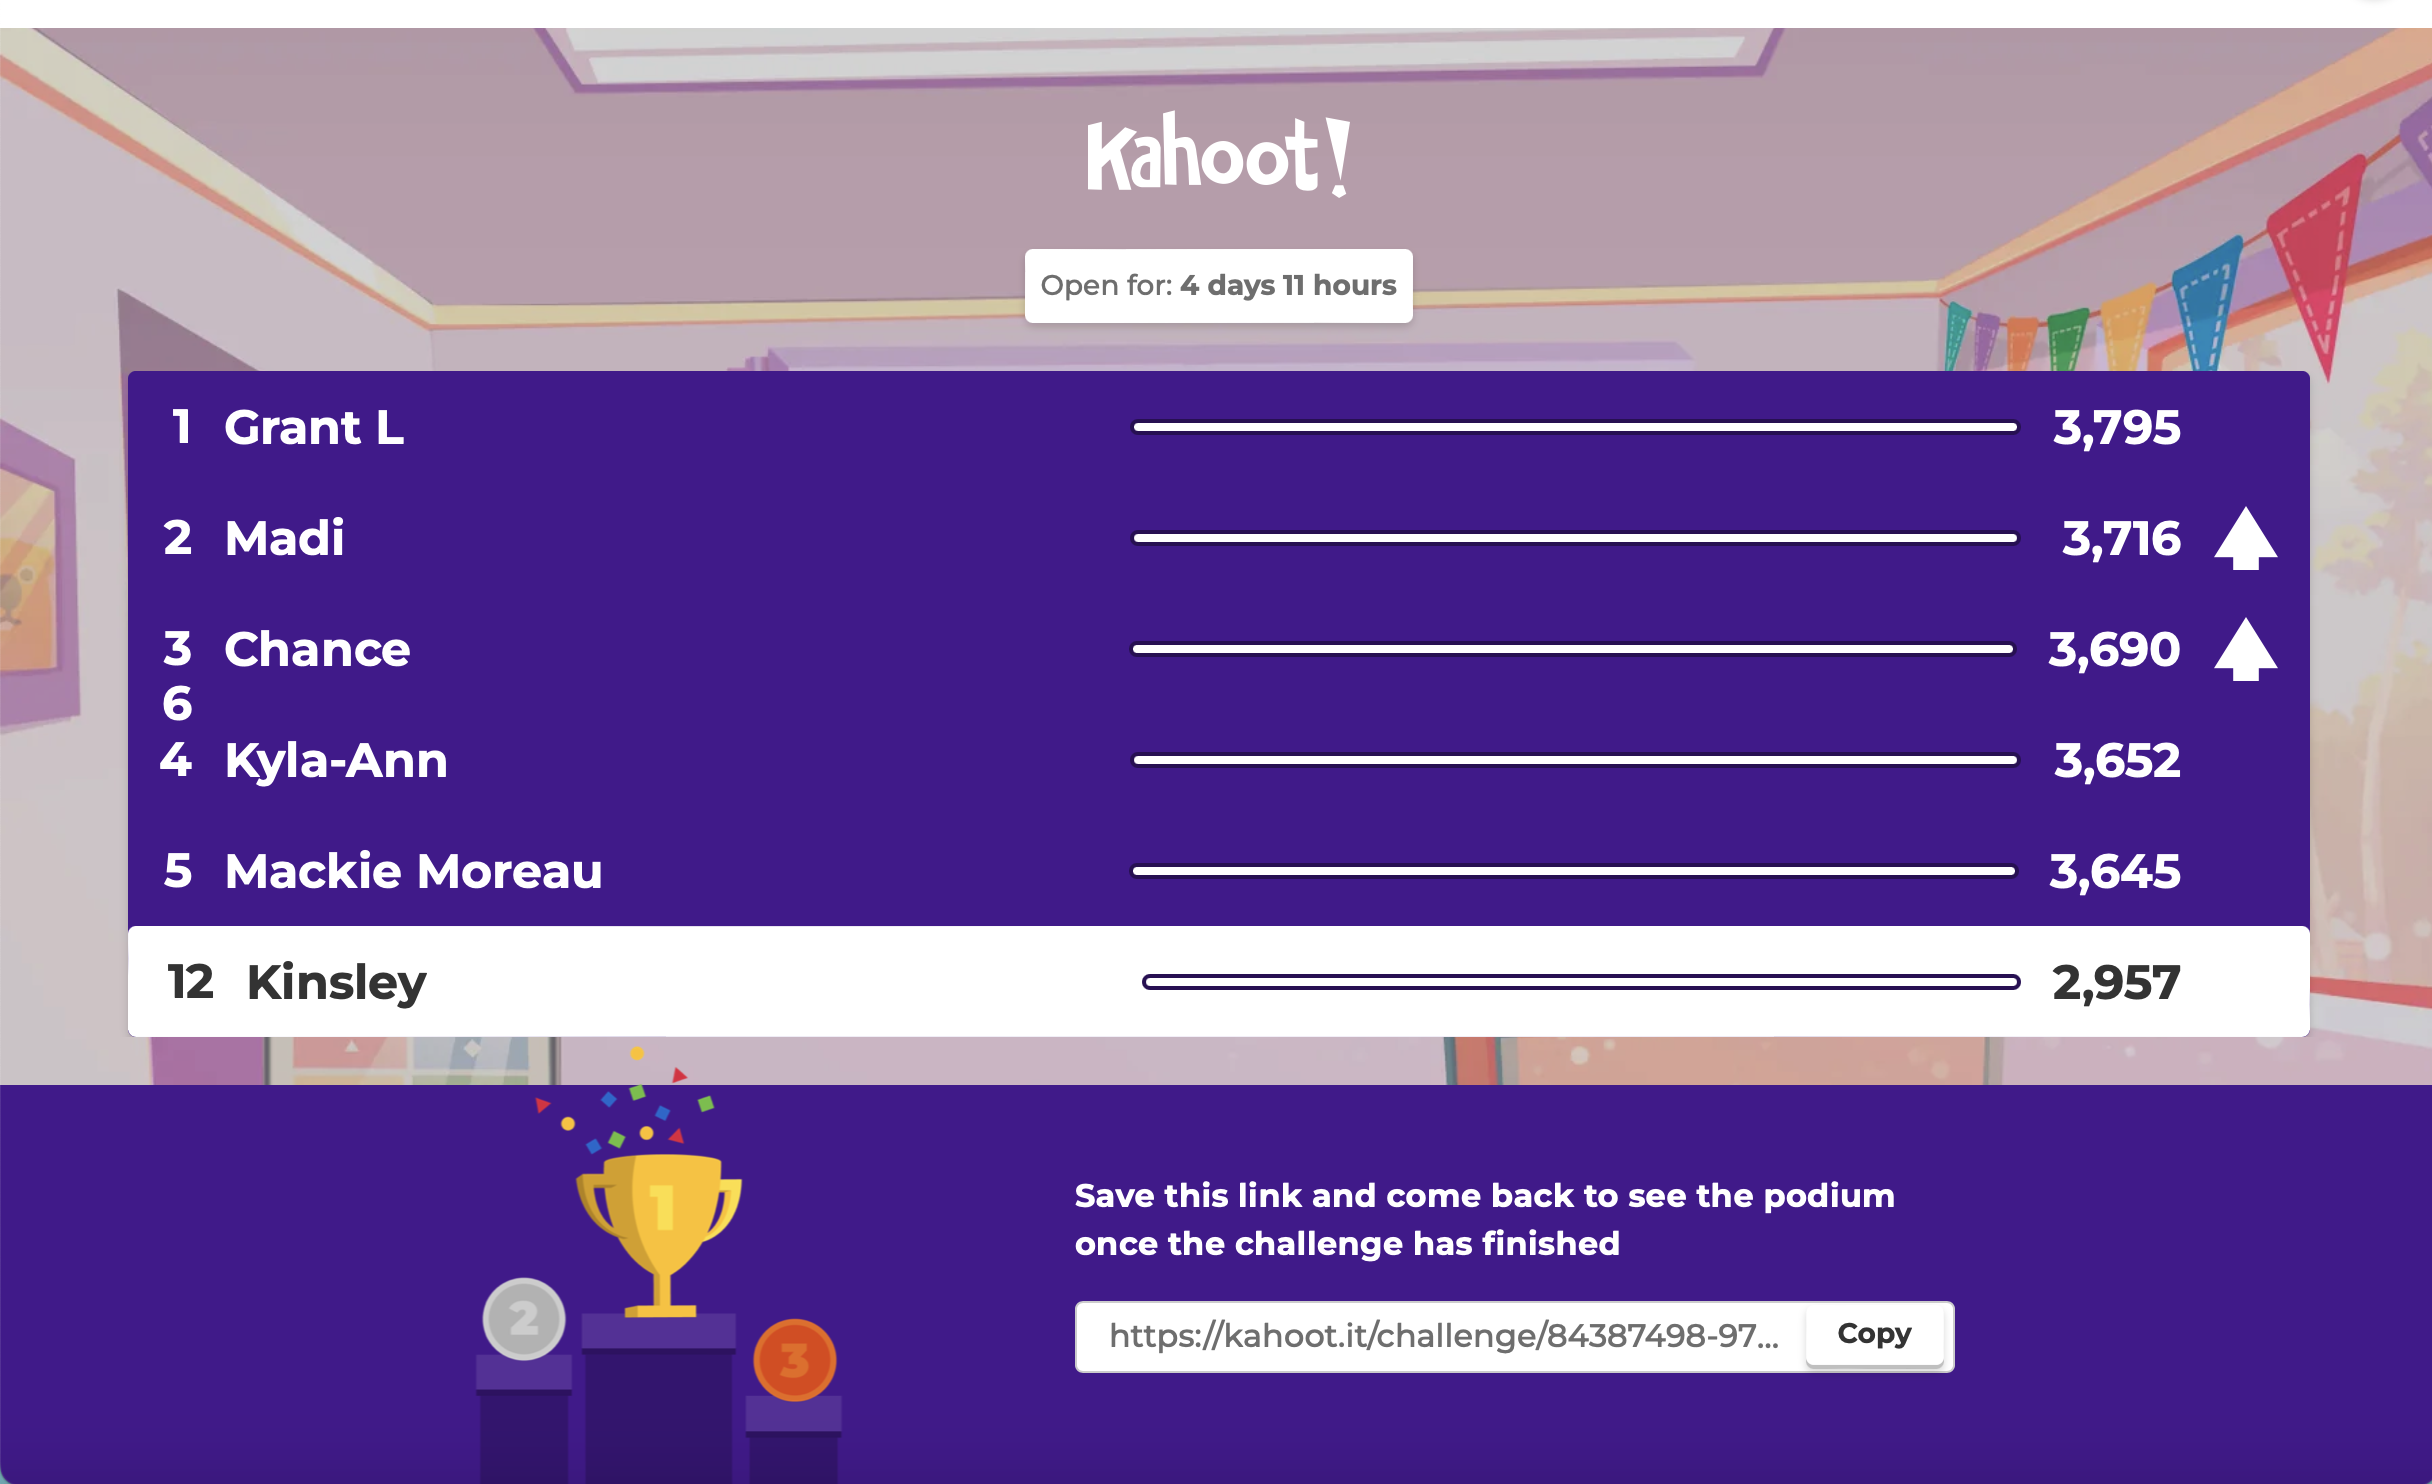 Kahoot!
Open for: 4 days 11 hours
1 Grant L 3,795
2 Madi 3,716
3 Chance 3,690
6
4 Kyla-Ann 3,652
5 Mackie Moreau 3,645
12 Kinsley 2,957
1
2
3
Save this link and come back to see the podium
once the challenge has finished
https://kahoot.it/challenge/84387498-97... Copy